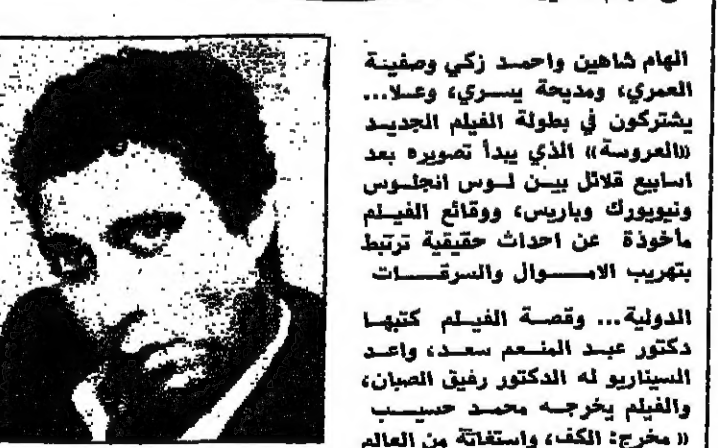 الهام شاهين واحمد زكي وصفينة
العمري، ومديحة يسري، وعلا...
يشتركون في بطولة الفيلم الجديد
«العروسة» الذي يبدأ تصويره بعد
اسابيع قلائل بين لوس انجلوس
ونيويورك وباريس، ووقائع الفيلم
مأخوذة عن احداث حقيقية ترتبط
بتهريب الاموال والسرقات
الدولية... وقصة الفيلم كتبها
دكتور عبد المنعم سعد، واعد
السيناريو له الدكتور رفيق الصبان،
والفيلم يخرجه محمد حسيب
« مخرج: الكف، واستغاثة من العالم